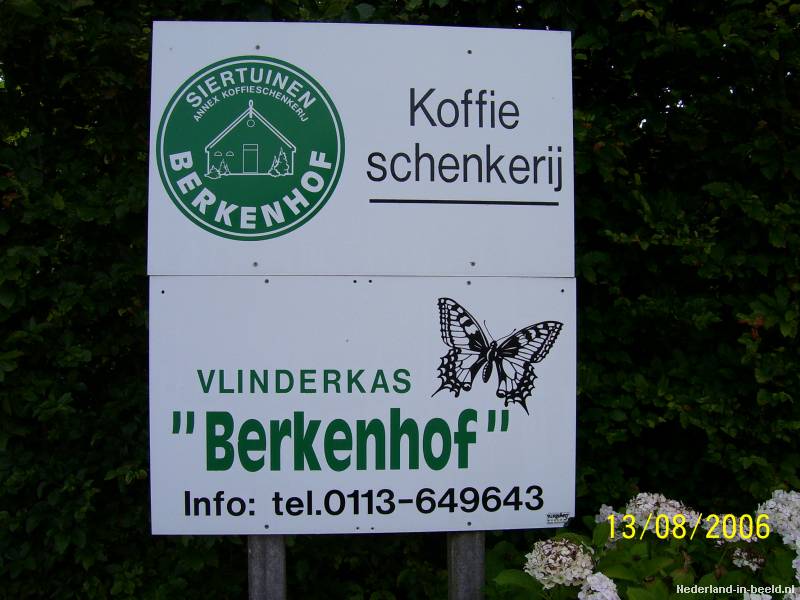 SIERTUINEN
ANNEX KOFFIESCHENKERIJ
BERKENHOF
Koffie
schenkerij
VLINDERKAS
"Berkenhof"
Info: tel.0113-649643
13/08/2006
Nederland-in-beeld.nl